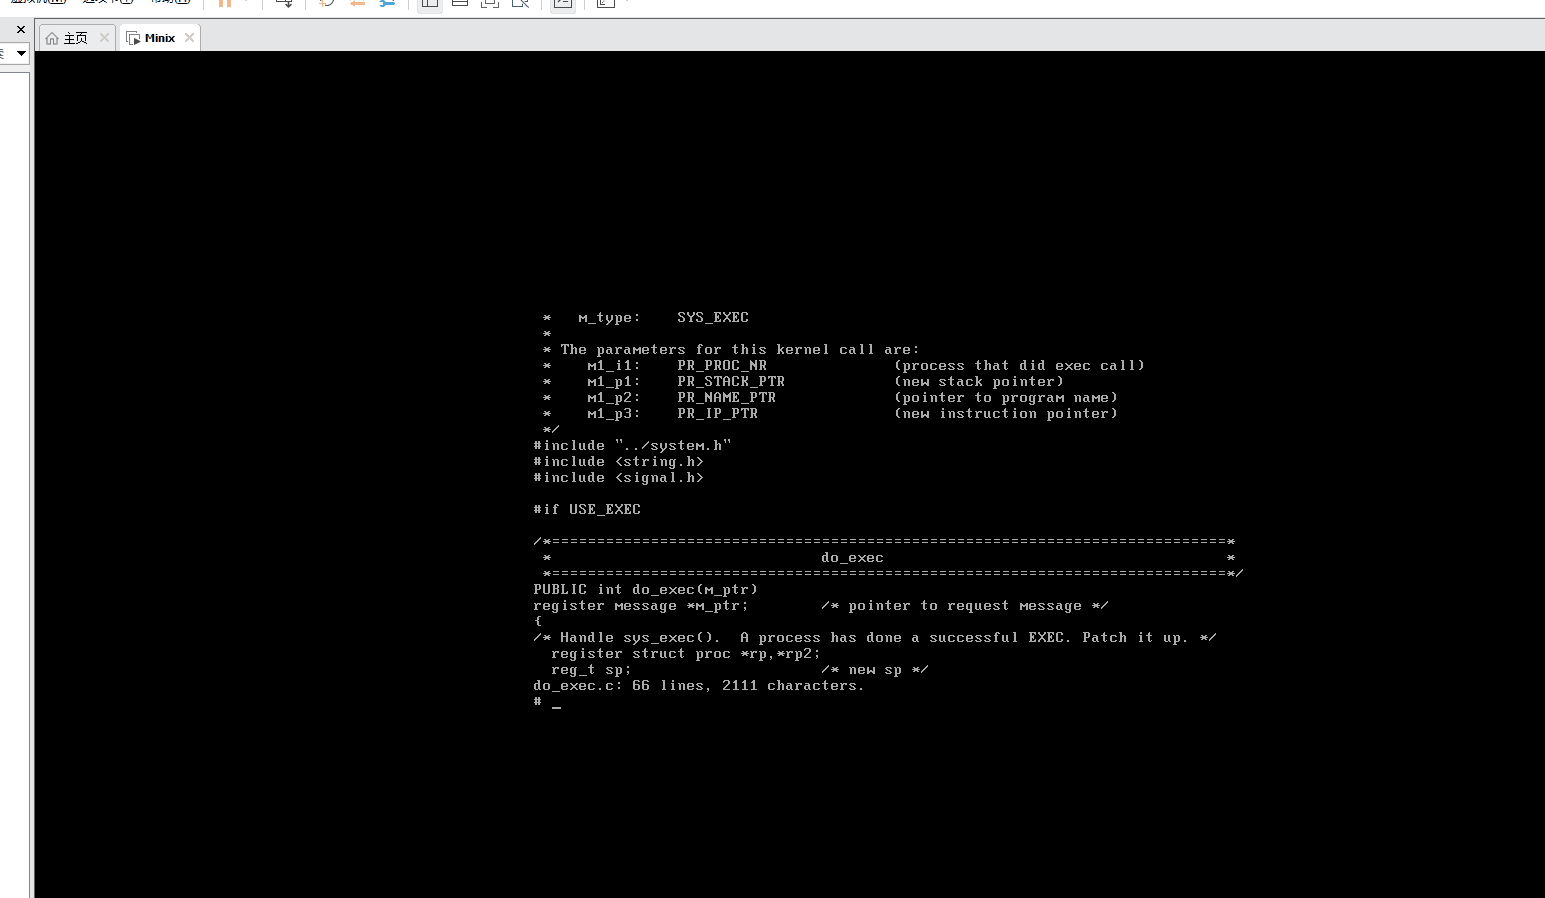 主页
Minix
*   m_type:    SYS_EXEC
*
* The parameters for this kernel call are:
*    m1_i1:    PR_PROC_NR              (process that did exec call)
*    m1_p1:    PR_STACK_PTR            (new stack pointer)
*    m1_p2:    PR_NAME_PTR             (pointer to program name)
*    m1_p3:    PR_IP_PTR               (new instruction pointer)
*/
#include "../system.h"
#include <string.h>
#include <signal.h>
#if USE_EXEC
/*===========================================================================*
*                              do_exec                                      *
*===========================================================================*/
PUBLIC int do_exec(m_ptr)
register message *m_ptr;        /* pointer to request message */
{
/* Handle sys_exec().  A process has done a successful EXEC. Patch it up. */
  register struct proc *rp,*rp2;
  reg_t sp;                     /* new sp */
do_exec.c: 66 lines, 2111 characters.
# _